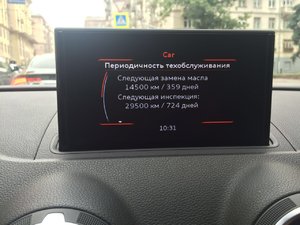 Car
Периодичность техобслуживания
Следующая замена масла
14500 км / 359 дней
Следующая инспекция:
29500 км / 724 дней
10:31